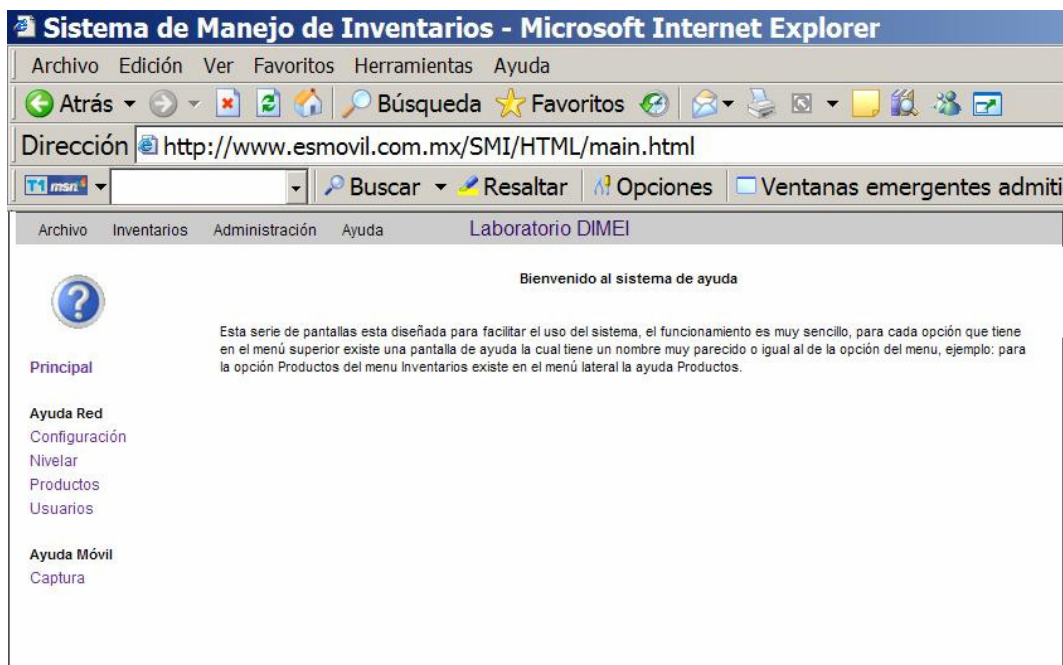 Sistema de Manejo de Inventarios - Microsoft Internet Explorer
Archivo Edición Ver Favoritos Herramientas Ayuda
Atrás Búsqueda Favoritos
Dirección http://www.esmovil.com.mx/SMI/HTML/main.html
msn Buscar Resaltar Opciones Ventanas emergentes admiti
Archivo Inventarios Administración Ayuda Laboratorio DIMEI
Bienvenido al sistema de ayuda
Esta serie de pantallas esta diseñada para facilitar el uso del sistema, el funcionamiento es muy sencillo, para cada opción que tiene
en el menú superior existe una pantalla de ayuda la cual tiene un nombre muy parecido o igual al de la opción del menu, ejemplo: para
la opción Productos del menu Inventarios existe en el menú lateral la ayuda Productos.
Principal
Ayuda Red
Configuración
Nivelar
Productos
Usuarios
Ayuda Móvil
Captura